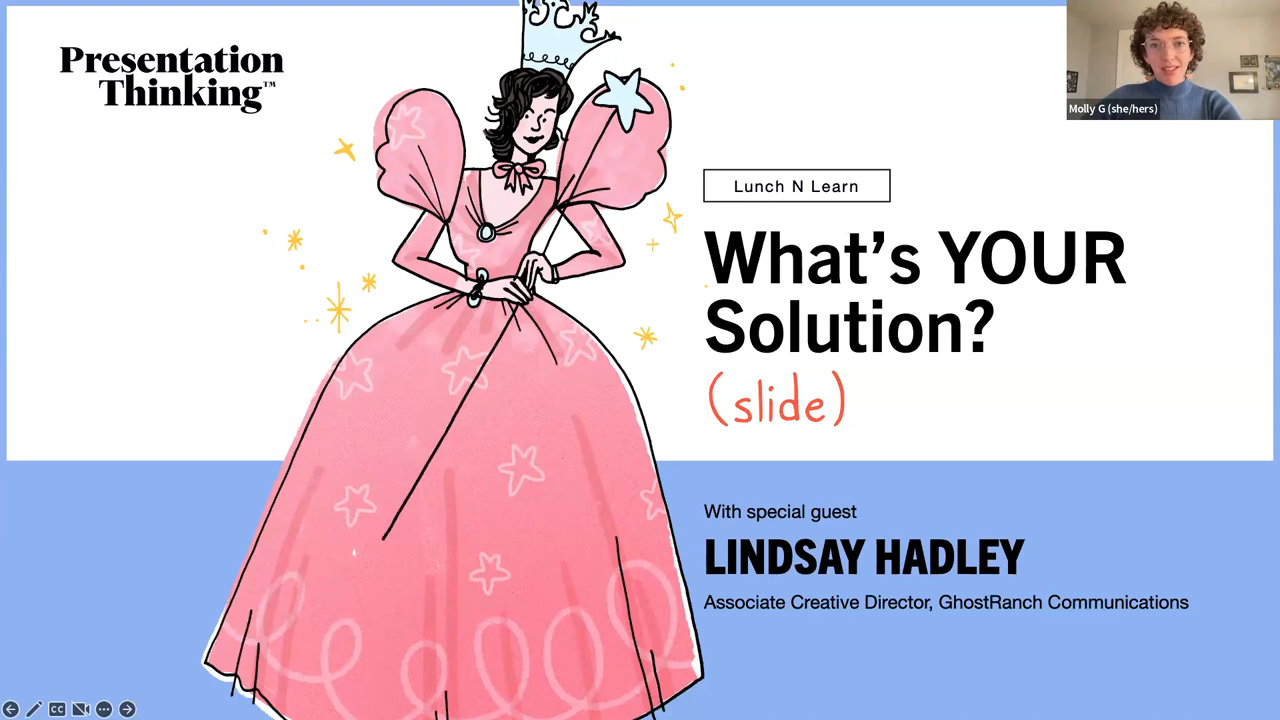 Presentation
Thinking™
Molly G (she/hers)
Lunch N Learn
What's YOUR
Solution?
(slide)
With special guest
LINDSAY HADLEY
Associate Creative Director, GhostRanch Communications
CC